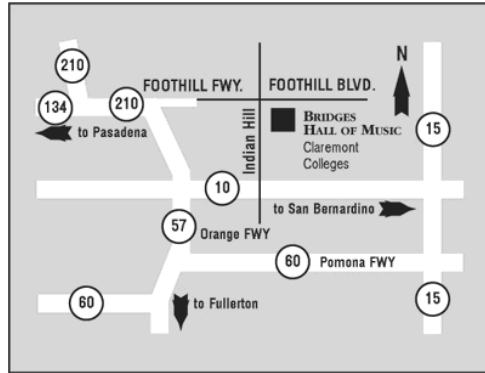 210
FOOTHILL FWY.
FOOTHILL BLVD.
N
134
210
to Pasadena
Indian Hill
BRIDGES
HALL OF MUSIC
Claremont
Colleges
15
10
to San Bernardino
57
Orange FWY
60
Pomona FWY
60
to Fullerton
15